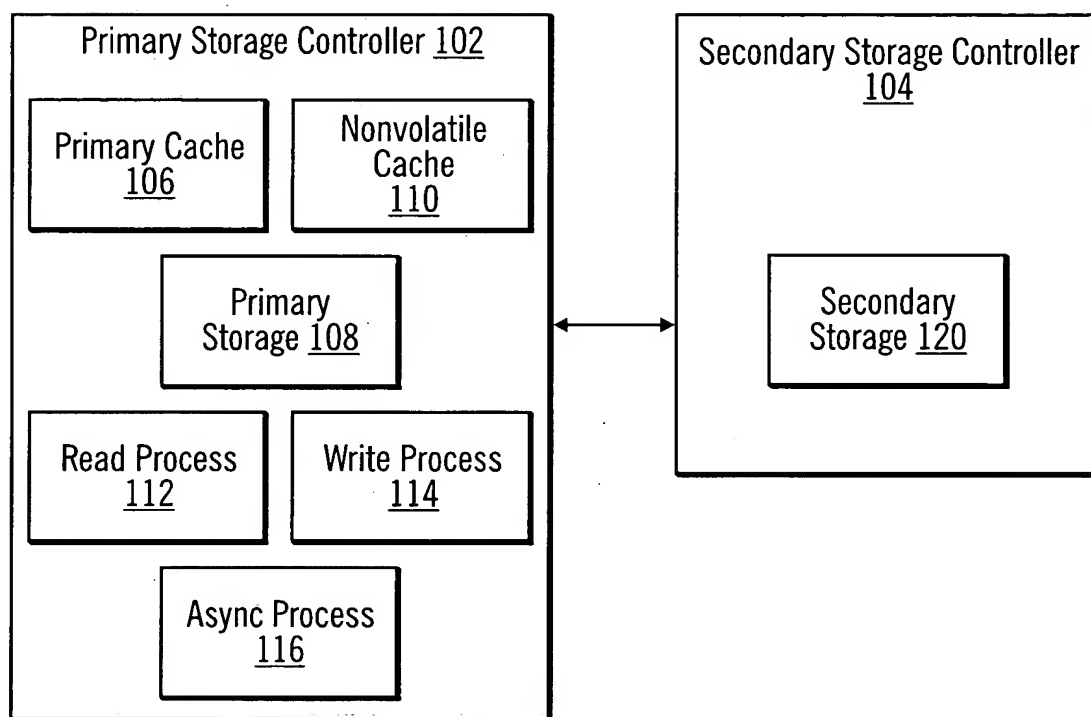 Primary Storage Controller 102
Primary Cache
106
Nonvolatile
Cache
110
Primary
Storage 108
Read Process
112
Write Process
114
Async Process
116
Secondary Storage Controller
104
Secondary
Storage 120